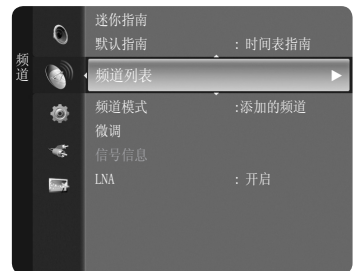 频道
迷你指南
默认指南 : 时间表指南
频道列表
频道模式 :添加的频道
微调
信号信息
LNA : 开启